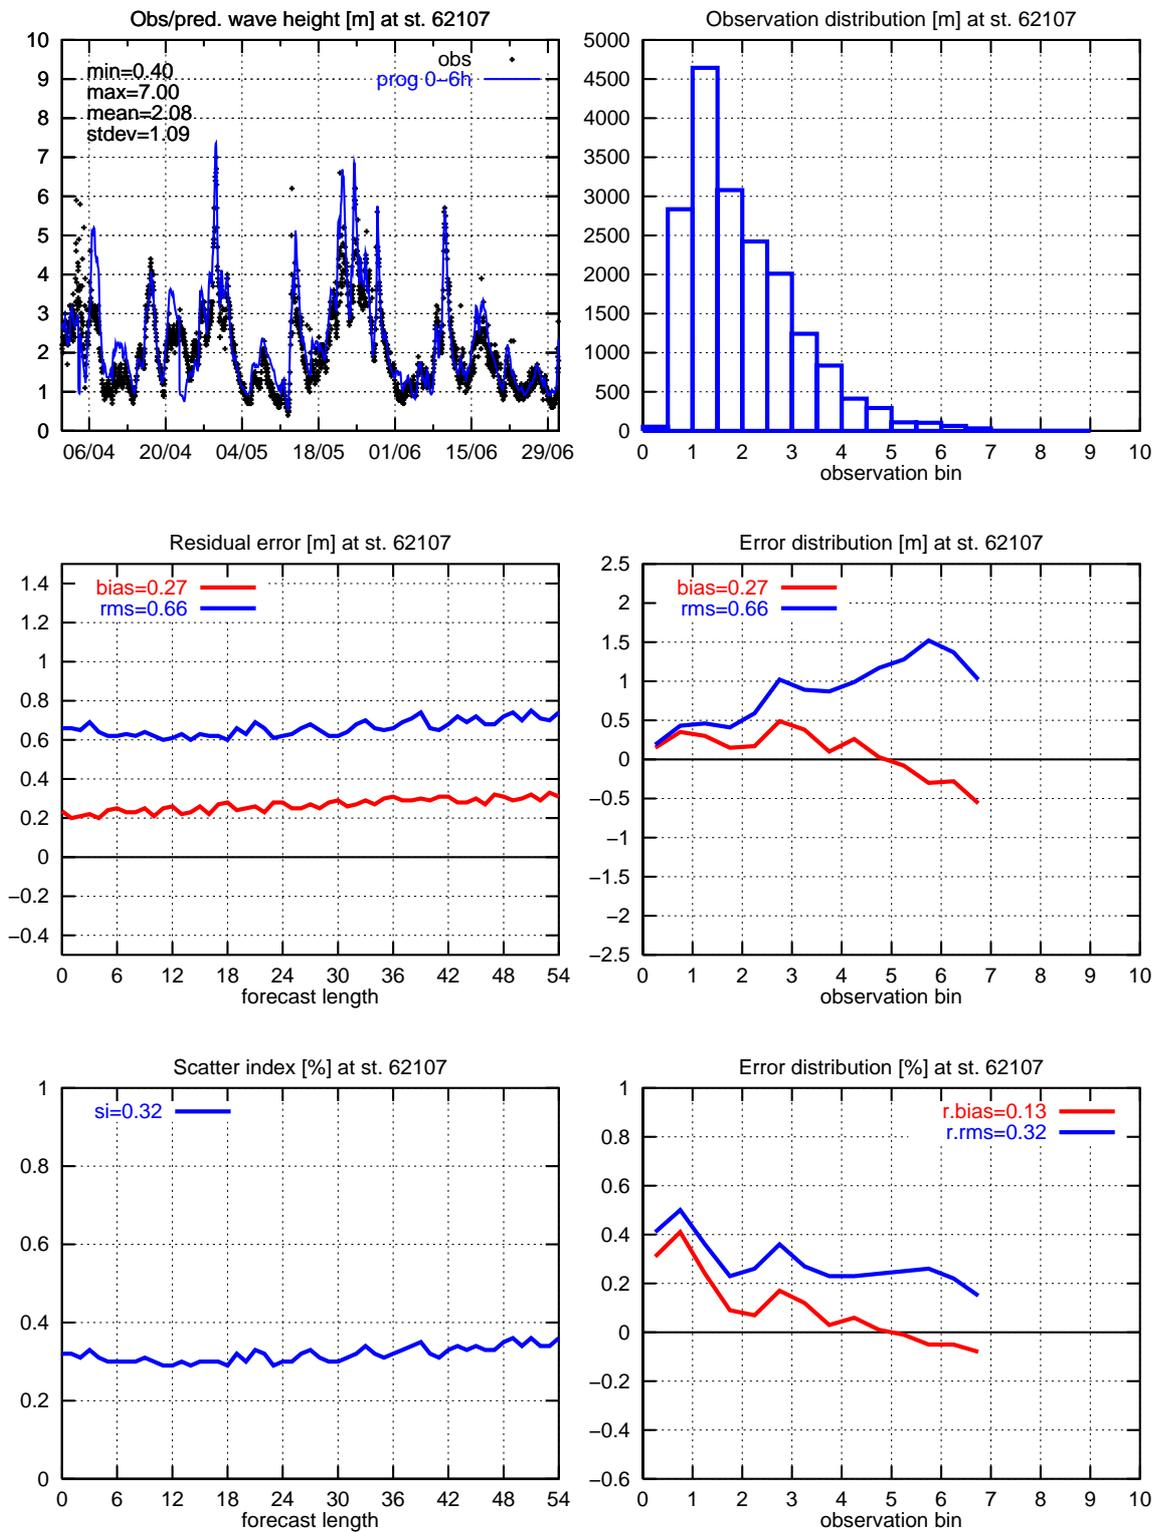 Obs/pred. wave height [m] at st. 62107
10
9
8
7
6
5
4
3
2
1
0
min=0.40
max=7.00
mean=2.08
stdev=1.09
obs
prog 0−6h
06/04 20/04 04/05 18/05 01/06 15/06 29/06
Observation distribution [m] at st. 62107
5000
4500
4000
3500
3000
2500
2000
1500
1000
500
0
0 1 2 3 4 5 6 7 8 9 10
observation bin
Residual error [m] at st. 62107
1.4
1.2
1
0.8
0.6
0.4
0.2
0
−0.2
−0.4
bias=0.27
rms=0.66
0 6 12 18 24 30 36 42 48 54
forecast length
Error distribution [m] at st. 62107
2.5
2
1.5
1
0.5
0
−0.5
−1
−1.5
−2
−2.5
bias=0.27
rms=0.66
0 1 2 3 4 5 6 7 8 9 10
observation bin
Scatter index [%] at st. 62107
1
0.8
0.6
0.4
0.2
0
si=0.32
0 6 12 18 24 30 36 42 48 54
forecast length
Error distribution [%] at st. 62107
1
0.8
0.6
0.4
0.2
0
−0.2
−0.4
−0.6
r.bias=0.13
r.rms=0.32
0 1 2 3 4 5 6 7 8 9 10
observation bin